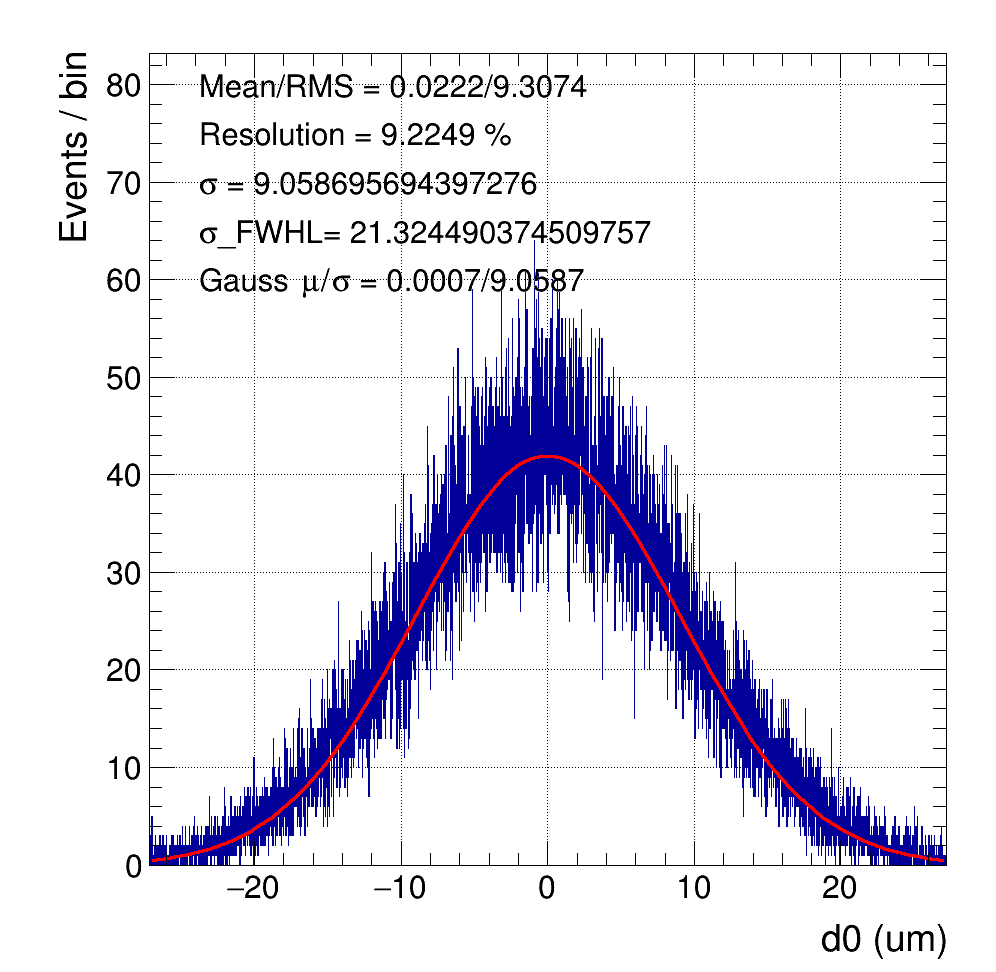 Events / bin
80
70
60
50
40
30
20
10
0
Mean/RMS = 0.0222/9.3074
Resolution = 9.2249 %
σ = 9.058695694397276
σ_FWHL= 21.324490374509757
Gauss μ/σ = 0.0007/9.0587
−20 −10 0 10 20
d0 (um)